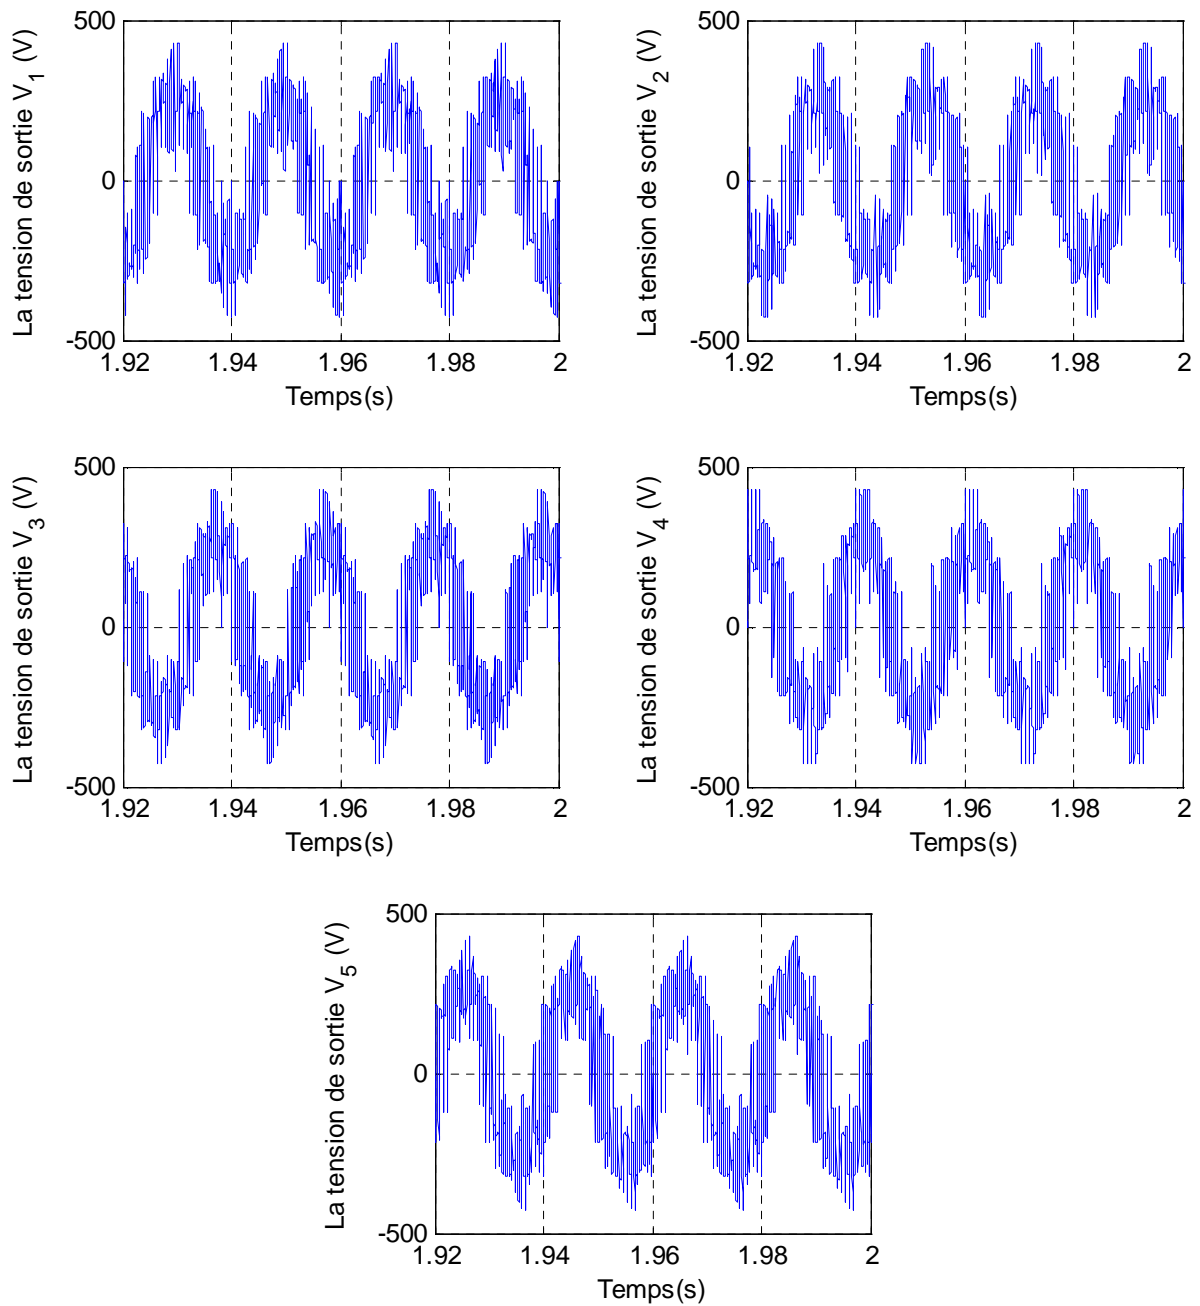 La tension de sortie V1 (V)
500
0
-500
1.92 1.94 1.96 1.98 2
Temps(s)
La tension de sortie V2 (V)
500
0
-500
1.92 1.94 1.96 1.98 2
Temps(s)
La tension de sortie V3 (V)
500
0
-500
1.92 1.94 1.96 1.98 2
Temps(s)
La tension de sortie V4 (V)
500
0
-500
1.92 1.94 1.96 1.98 2
Temps(s)
La tension de sortie V5 (V)
500
0
-500
1.92 1.94 1.96 1.98 2
Temps(s)